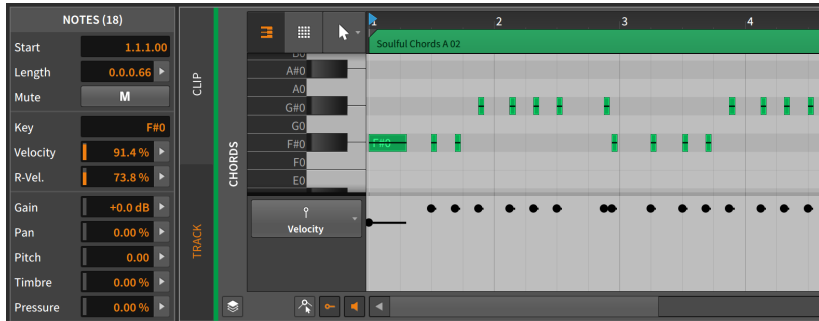 NOTES (18)
Start 1.1.1.00
Length 0.0.0.66
Mute M
Key F#0
Velocity 91.4 %
R-Vel. 73.8 %
Gain +0.0 dB
Pan 0.00 %
Pitch 0.00
Timbre 0.00 %
Pressure 0.00 %
CLIP
TRACK
CHORDS
1 2 3 4
Soulful Chords A 02
B0
A#0
A0
G#0
G0
F#0
F#0
F0
E0
Velocity